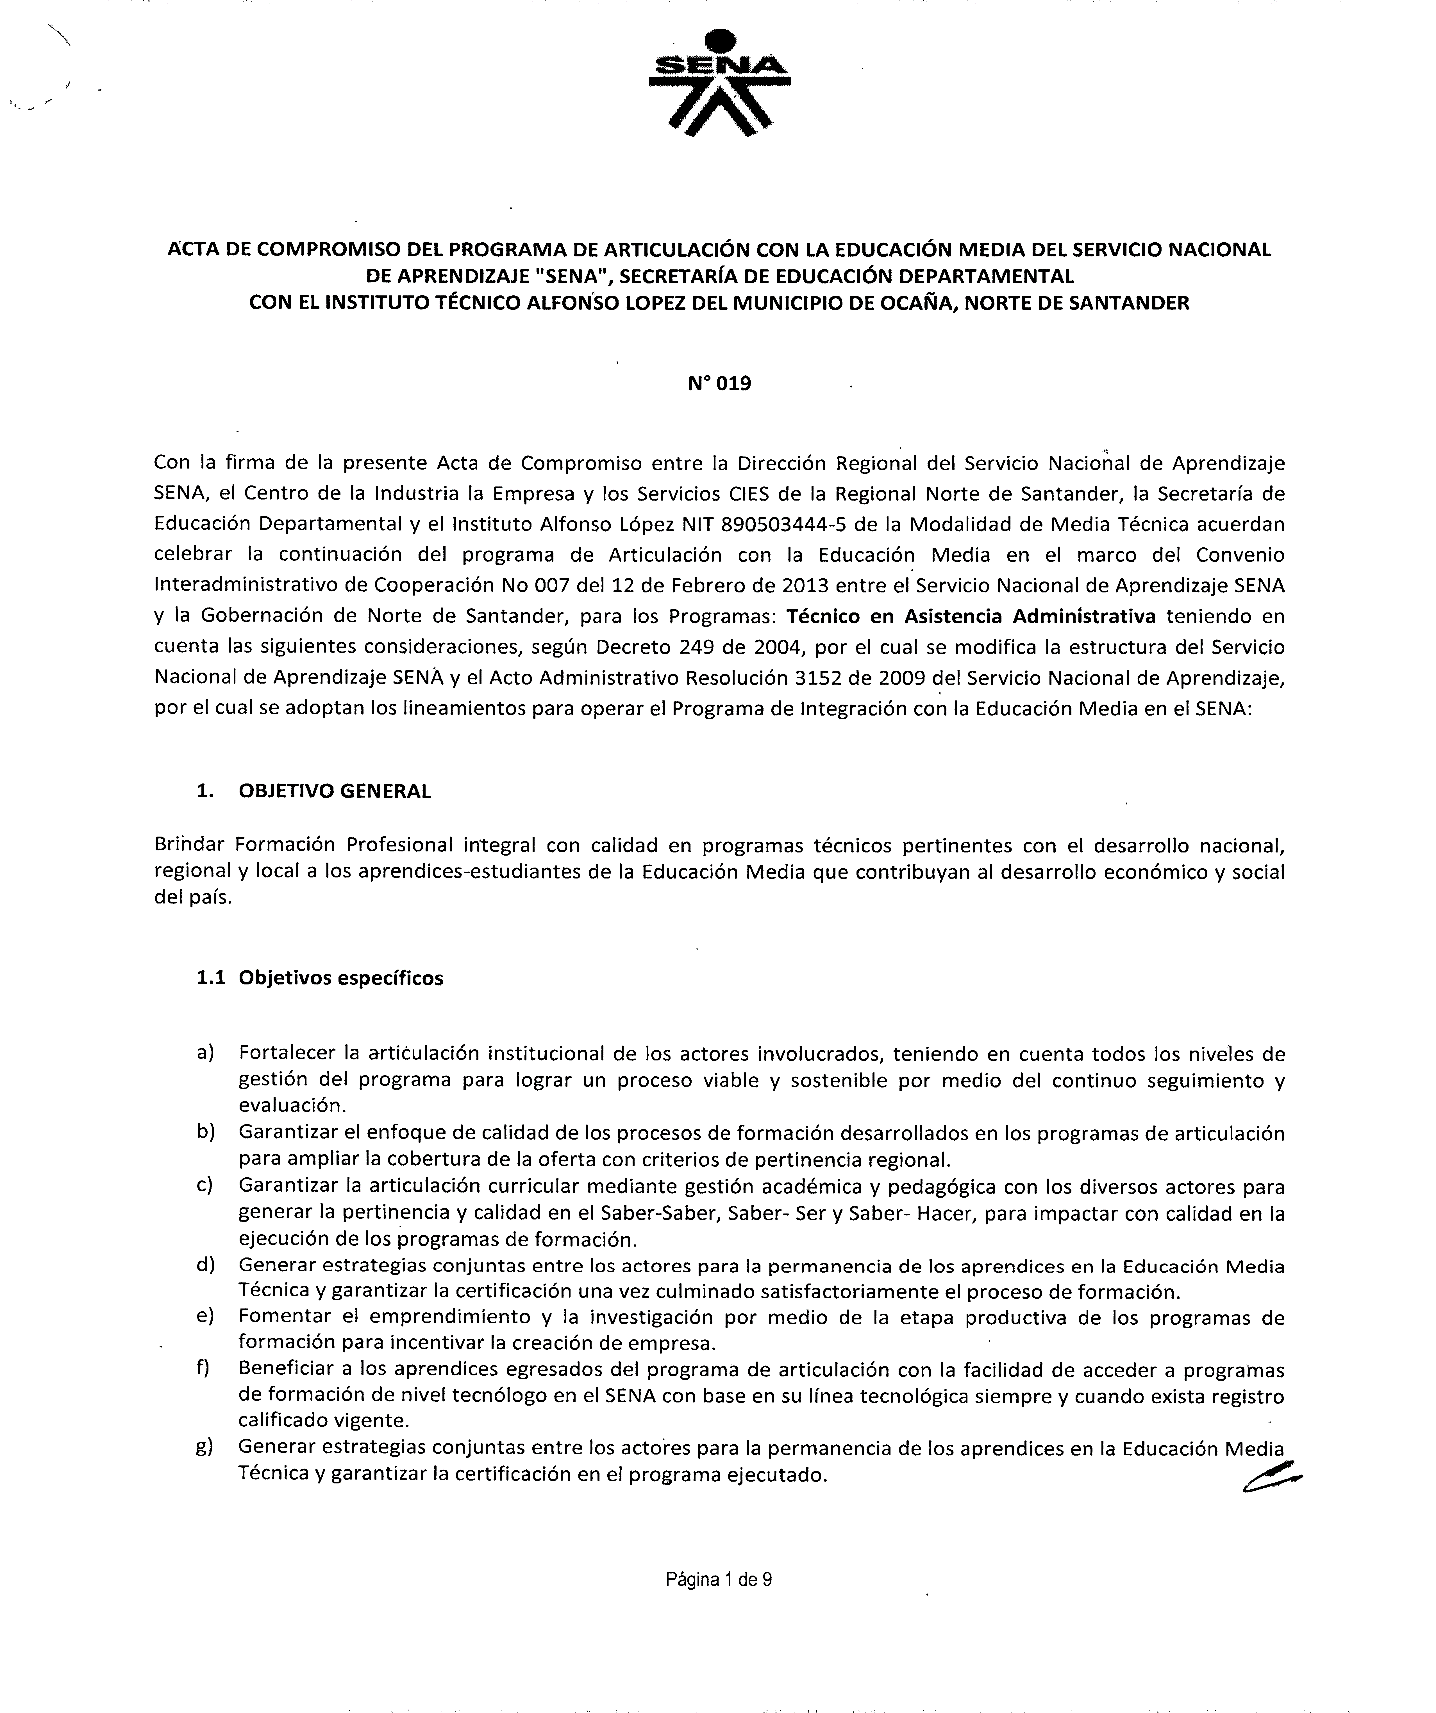 SENA
ACTA DE COMPROMISO DEL PROGRAMA DE ARTICULACIÓN CON LA EDUCACIÓN MEDIA DEL SERVICIO NACIONAL
DE APRENDIZAJE "SENA", SECRETARÍA DE EDUCACIÓN DEPARTAMENTAL
CON EL INSTITUTO TÉCNICO ALFONSO LOPEZ DEL MUNICIPIO DE OCAÑA, NORTE DE SANTANDER
N° 019
Con la firma de la presente Acta de Compromiso entre la Dirección Regional del Servicio Nacional de Aprendizaje
SENA, el Centro de la Industria la Empresa y los Servicios CIES de la Regional Norte de Santander, la Secretaría de
Educación Departamental y el Instituto Alfonso López NIT 890503444-5 de la Modalidad de Media Técnica acuerdan
celebrar la continuación del programa de Articulación con la Educación Media en el marco del Convenio
Interadministrativo de Cooperación No 007 del 12 de Febrero de 2013 entre el Servicio Nacional de Aprendizaje SENA
y la Gobernación de Norte de Santander, para los Programas: Técnico en Asistencia Administrativa teniendo en
cuenta las siguientes consideraciones, según Decreto 249 de 2004, por el cual se modifica la estructura del Servicio
Nacional de Aprendizaje SENA y el Acto Administrativo Resolución 3152 de 2009 del Servicio Nacional de Aprendizaje,
por el cual se adoptan los lineamientos para operar el Programa de Integración con la Educación Media en el SENA:
1. OBJETIVO GENERAL
Brindar Formación Profesional integral con calidad en programas técnicos pertinentes con el desarrollo nacional,
regional y local a los aprendices-estudiantes de la Educación Media que contribuyan al desarrollo económico y social
del país.
1.1 Objetivos específicos
a) Fortalecer la articulación institucional de los actores involucrados, teniendo en cuenta todos los niveles de
gestión del programa para lograr un proceso viable y sostenible por medio del continuo seguimiento y
evaluación.
b) Garantizar el enfoque de calidad de los procesos de formación desarrollados en los programas de articulación
para ampliar la cobertura de la oferta con criterios de pertinencia regional.
c) Garantizar la articulación curricular mediante gestión académica y pedagógica con los diversos actores para
generar la pertinencia y calidad en el Saber-Saber, Saber- Ser y Saber- Hacer, para impactar con calidad en la
ejecución de los programas de formación.
d) Generar estrategias conjuntas entre los actores para la permanencia de los aprendices en la Educación Media
Técnica y garantizar la certificación una vez culminado satisfactoriamente el proceso de formación.
e) Fomentar el emprendimiento y la investigación por medio de la etapa productiva de los programas de
formación para incentivar la creación de empresa.
f) Beneficiar a los aprendices egresados del programa de articulación con la facilidad de acceder a programas
de formación de nivel tecnólogo en el SENA con base en su línea tecnológica siempre y cuando exista registro
calificado vigente.
g) Generar estrategias conjuntas entre los actores para la permanencia de los aprendices en la Educación Media
Técnica y garantizar la certificación en el programa ejecutado.
Página 1 de 9